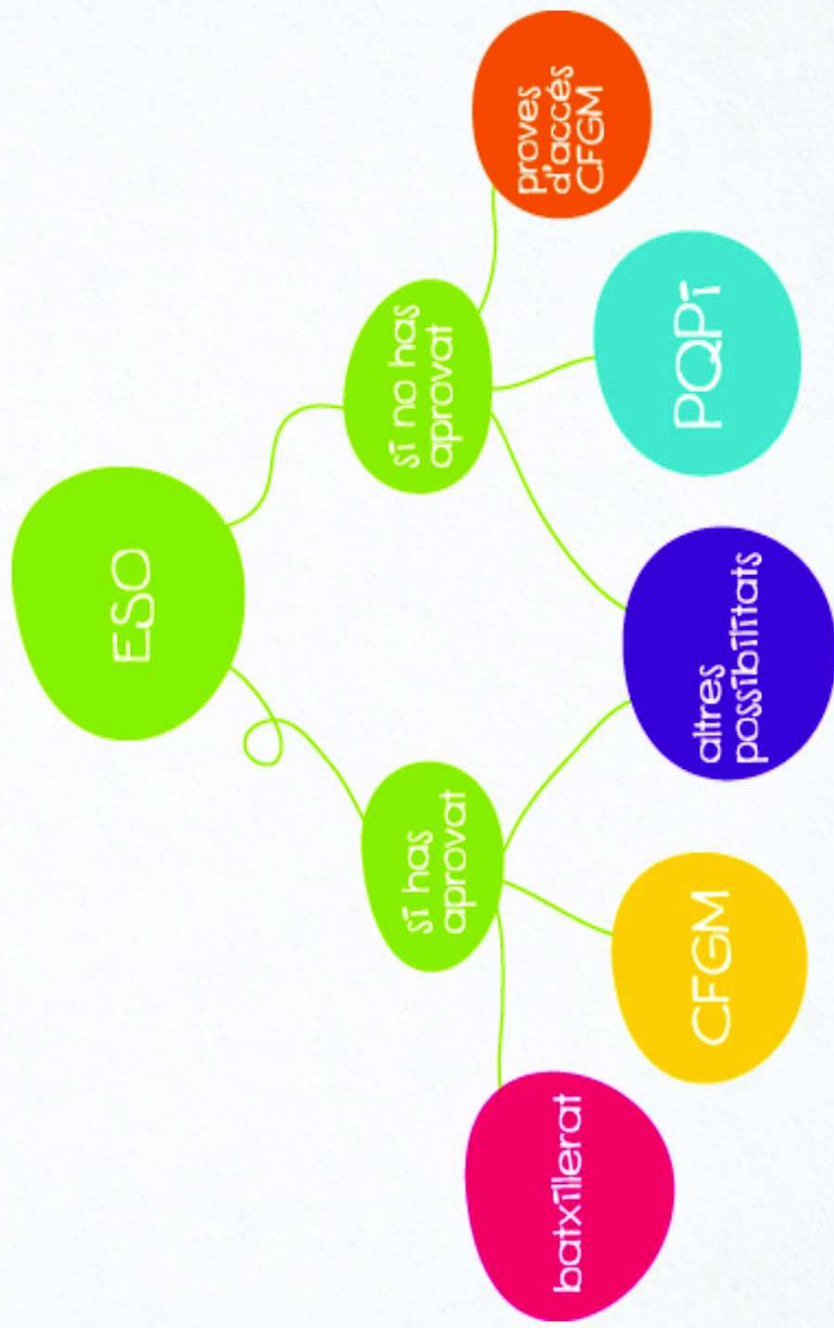 ESO
si has
aprovat
si no has
aprovat
batxillerat
CFGM
altres
possibilitats
PQPi
proves
d'accés
CFGM